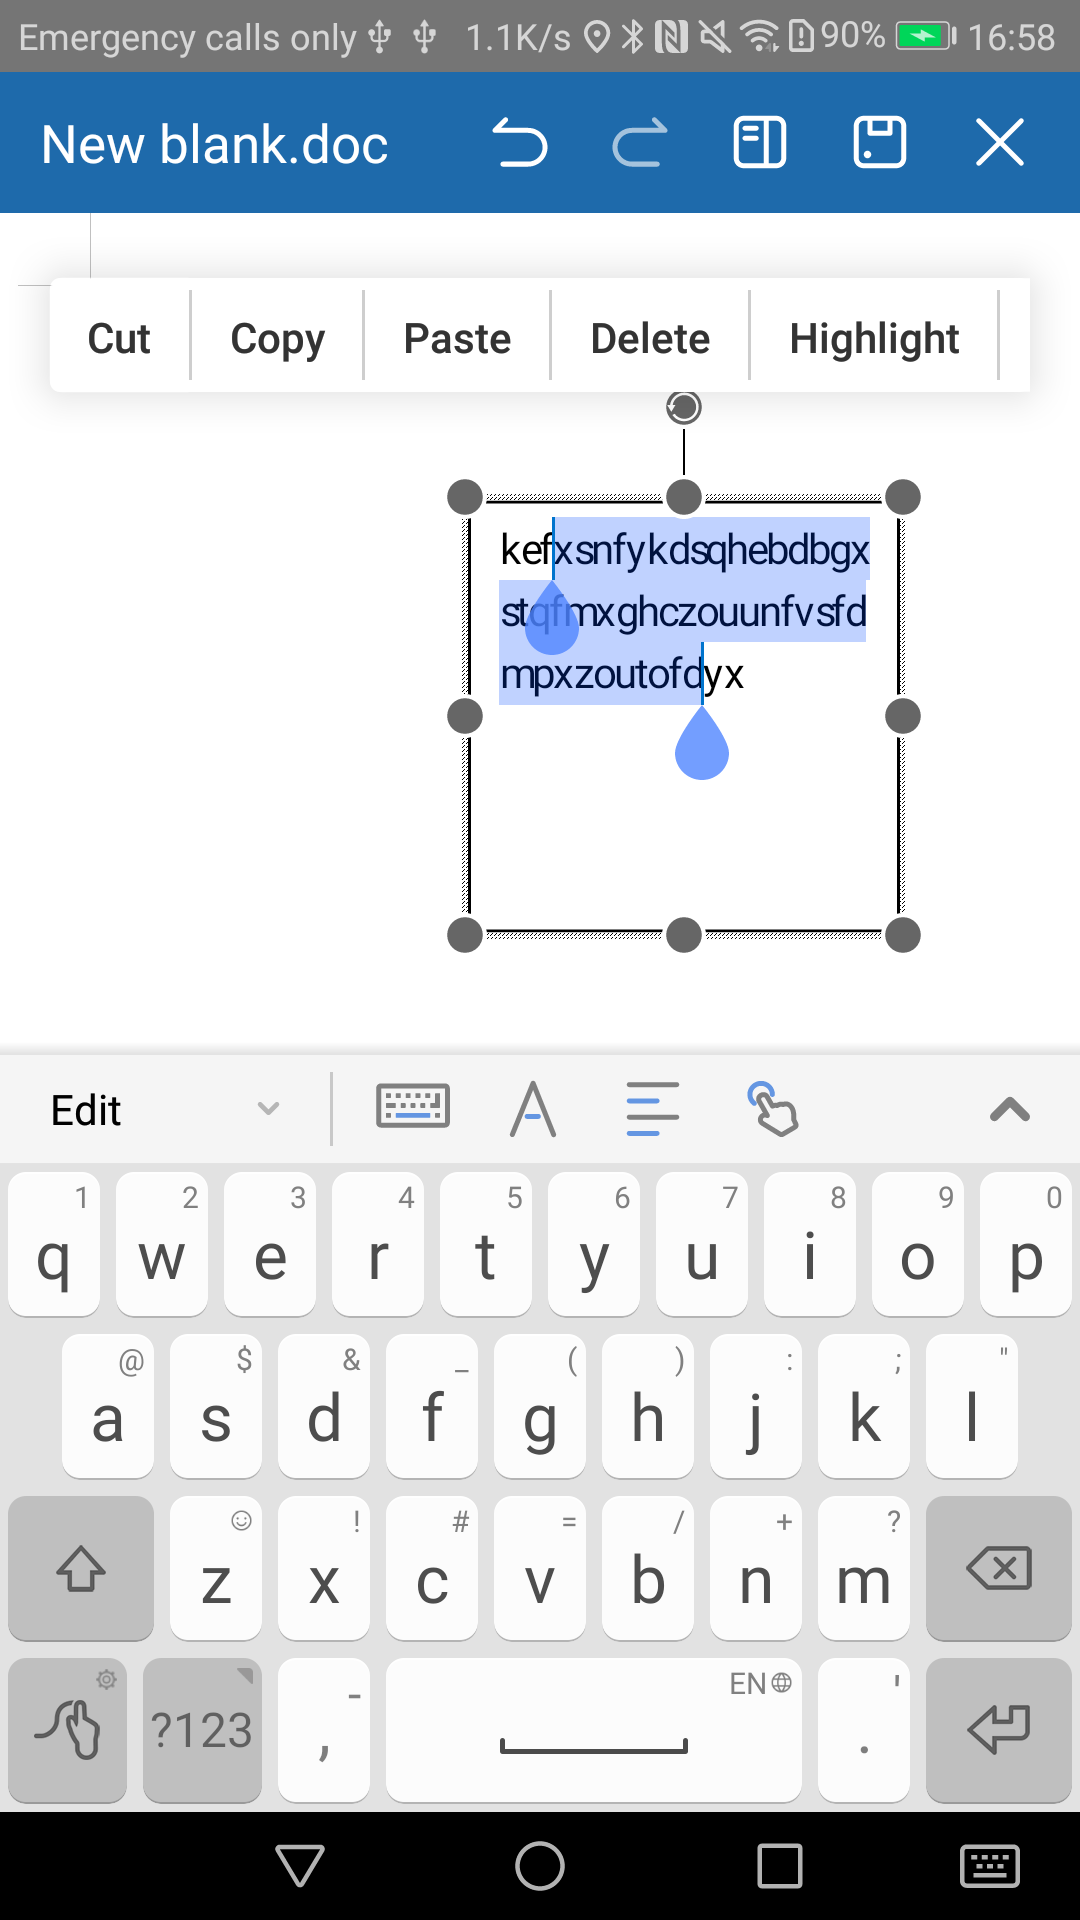 Emergency calls only 1.1K/s 90% 16:58
New blank.doc
Cut Copy Paste Delete Highlight
kefxsnfykdsqhebdbgx
stqfmxghczouunfvsfd
mpxzoutofdyx
Edit
1 2 3 4 5 6 7 8 9 0
q w e r t y u i o p
@ $ & _ ( ) : ; "
a s d f g h j k l
! # = / + ?
z x c v b n m
?123 , - EN . '